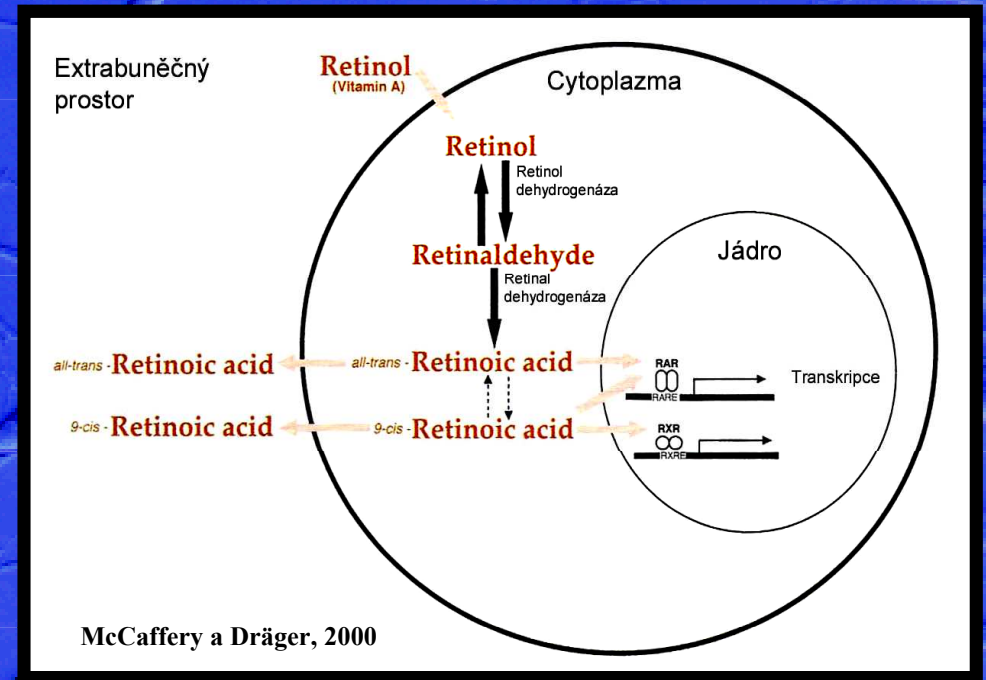 Extrabuněčný
prostor
Retinol
(Vitamin A)
Cytoplazma
Retinol
Retinol
dehydrogenáza
Retinaldehyde
Retinal
dehydrogenáza
Jádro
all-trans - Retinoic acid
all-trans - Retinoic acid
RAR
RARE
Transkripce
9-cis - Retinoic acid
9-cis - Retinoic acid
RXR
RXRE
McCaffery a Dräger, 2000